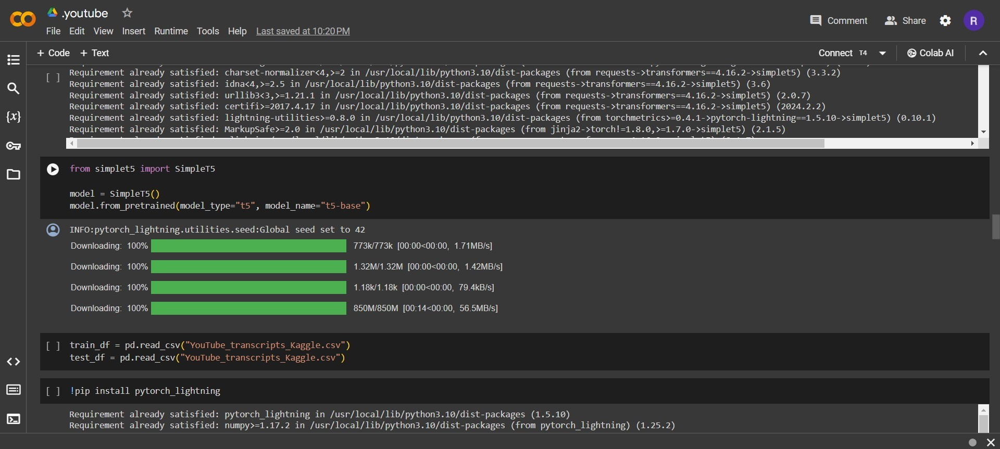 .youtube
File Edit View Insert Runtime Tools Help Last saved at 10:20 PM
Comment Share R
+ Code + Text
Connect T4 Colab AI
[ ]
Requirement already satisfied: charset-normalizer<4,>=2 in /usr/local/lib/python3.10/dist-packages (from requests->transformers==4.16.2->simplet5) (3.3.2)
Requirement already satisfied: idna<4,>=2.5 in /usr/local/lib/python3.10/dist-packages (from requests->transformers==4.16.2->simplet5) (3.6)
Requirement already satisfied: urllib3<3,>=1.21.1 in /usr/local/lib/python3.10/dist-packages (from requests->transformers==4.16.2->simplet5) (2.0.7)
Requirement already satisfied: certifi>=2017.4.17 in /usr/local/lib/python3.10/dist-packages (from requests->transformers==4.16.2->simplet5) (2024.2.2)
Requirement already satisfied: lightning-utilities>=0.8.0 in /usr/local/lib/python3.10/dist-packages (from torchmetrics>=0.4.1->pytorch-lightning==1.5.10->simplet5) (0.10.1)
Requirement already satisfied: MarkupSafe>=2.0 in /usr/local/lib/python3.10/dist-packages (from jinja2->torch!=1.8.0,>=1.7.0->simplet5) (2.1.5)
{x}
from simplet5 import SimpleT5
model = SimpleT5()
model.from_pretrained(model_type="t5", model_name="t5-base")
INFO:pytorch_lightning.utilities.seed:Global seed set to 42
Downloading: 100% 773k/773k [00:00<00:00, 1.71MB/s]
Downloading: 100% 1.32M/1.32M [00:00<00:00, 1.42MB/s]
Downloading: 100% 1.18k/1.18k [00:00<00:00, 79.4kB/s]
Downloading: 100% 850M/850M [00:14<00:00, 56.5MB/s]
[ ] train_df = pd.read_csv("YouTube_transcripts_Kaggle.csv")
test_df = pd.read_csv("YouTube_transcripts_Kaggle.csv")
[ ] !pip install pytorch_lightning
Requirement already satisfied: pytorch_lightning in /usr/local/lib/python3.10/dist-packages (1.5.10)
Requirement already satisfied: numpy>=1.17.2 in /usr/local/lib/python3.10/dist-packages (from pytorch_lightning) (1.25.2)